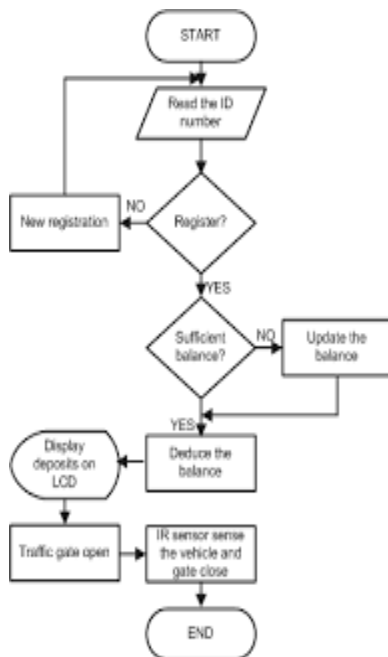 START
Read the ID
number
NO
New registration
Register?
YES
Sufficient
balance?
NO
Update the
balance
YES
Display
deposits on
LCD
Deduce the
balance
Traffic gate open
IR sensor sense
the vehicle and
gate close
END